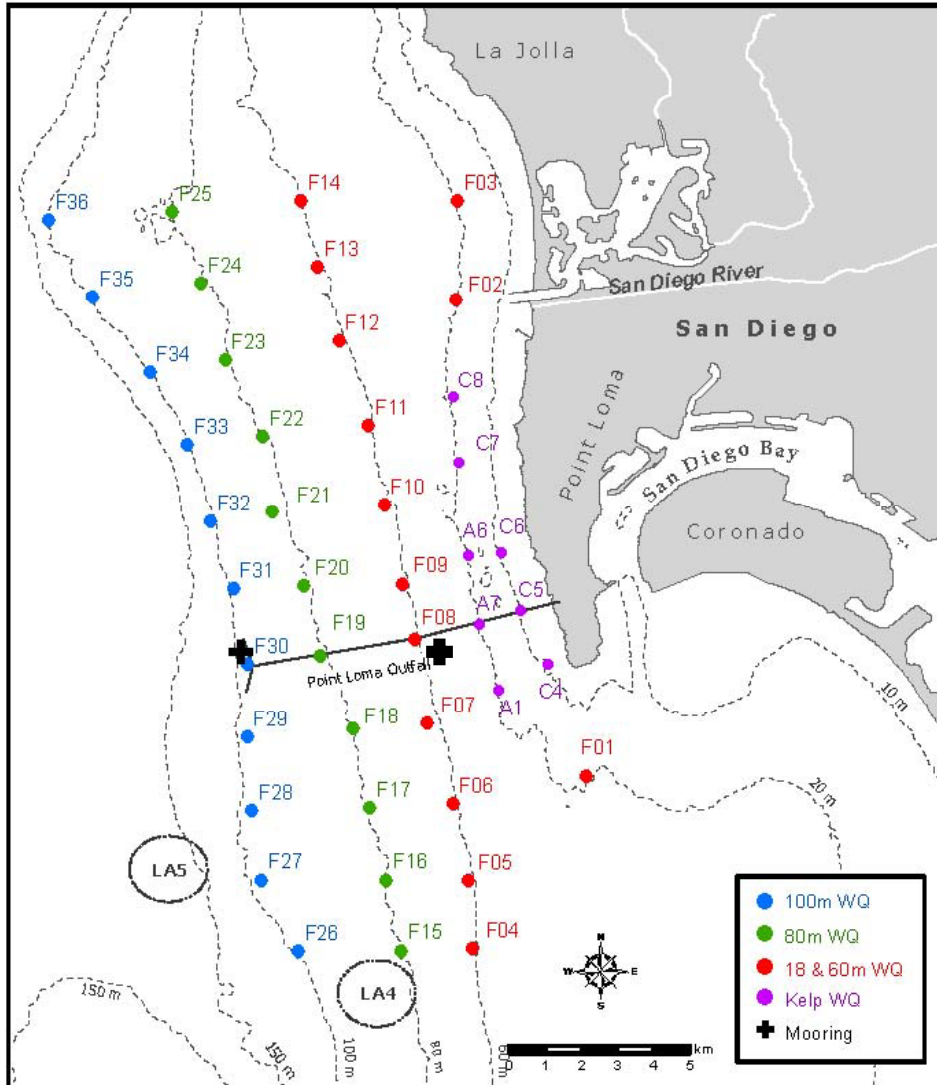 La Jolla
F14
F03
F25
F36
F13
F24
San Diego River
F35
F02
San Diego
F12
F23
F34
C8
Point Loma
F11
F22
F33
C7
San Diego Bay
F21
F10
F32
A6
C6
Coronado
F31
F20
F09
C5
F19
F08
A7
F30
Point Loma Outfall
C4
A1
F29
F18
F07
10 m
F01
20 m
F28
F17
F06
LA5
F27
F16
F05
F26
F15
F04
LA4
150 m
150 m
100 m
80 m
N
W
E
S
0 1 2 3 4 5 km
100m WQ
80m WQ
18 & 60m WQ
Kelp WQ
Mooring